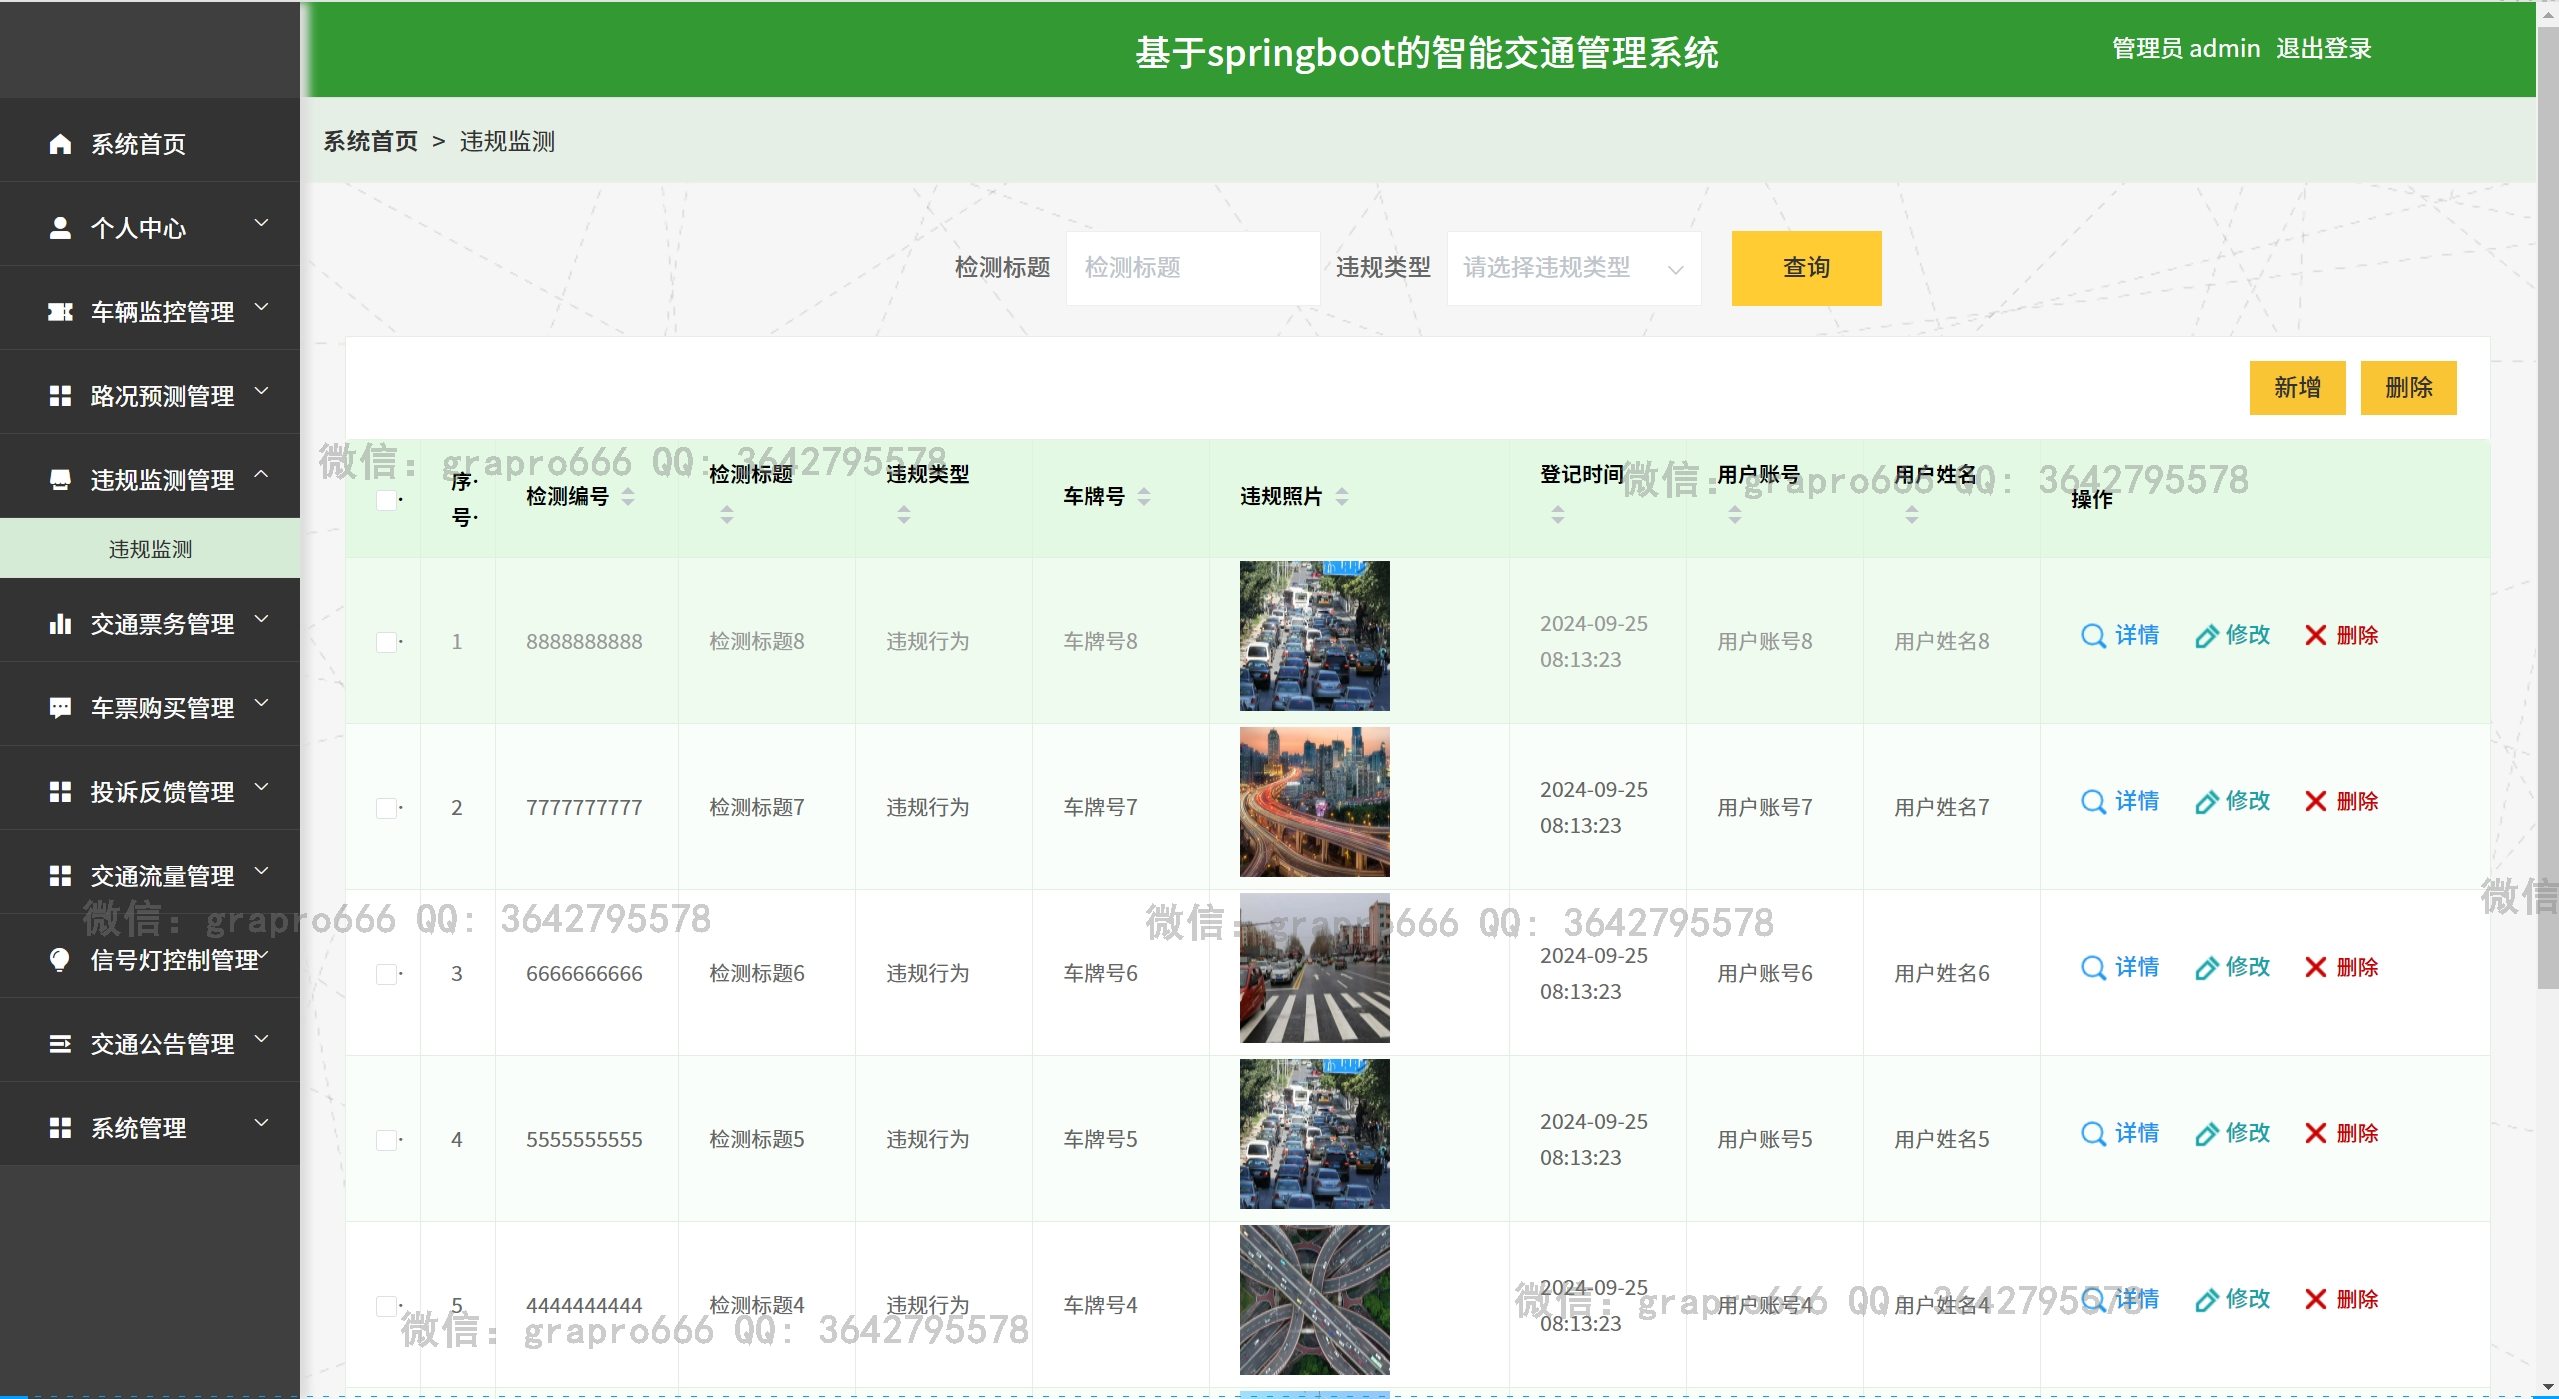 基于springboot的智能交通管理系统
管理员 admin 退出登录
系统首页
个人中心
车辆监控管理
路况预测管理
违规监测管理
违规监测
交通票务管理
车票购买管理
投诉反馈管理
交通流量管理
信号灯控制管理
交通公告管理
系统管理
系统首页 > 违规监测
检测标题 检测标题 违规类型 请选择违规类型 查询
新增 删除
序号 检测编号 检测标题 违规类型 车牌号 违规照片 登记时间 用户账号 用户姓名 操作
1 8888888888 检测标题8 违规行为 车牌号8 2024-09-25 08:13:23 用户账号8 用户姓名8 详情 修改 删除
2 7777777777 检测标题7 违规行为 车牌号7 2024-09-25 08:13:23 用户账号7 用户姓名7 详情 修改 删除
3 6666666666 检测标题6 违规行为 车牌号6 2024-09-25 08:13:23 用户账号6 用户姓名6 详情 修改 删除
4 5555555555 检测标题5 违规行为 车牌号5 2024-09-25 08:13:23 用户账号5 用户姓名5 详情 修改 删除
5 4444444444 检测标题4 违规行为 车牌号4 2024-09-25 08:13:23 用户账号4 用户姓名4 详情 修改 删除
微信：grapro666 QQ：3642795578
微信：grapro666 QQ：3642795578
微信：grapro666 QQ：3642795578
微信：grapro666 QQ：3642795578
微信
微信：grapro666 QQ：3642795578
微信：grapro666 QQ：3642795578